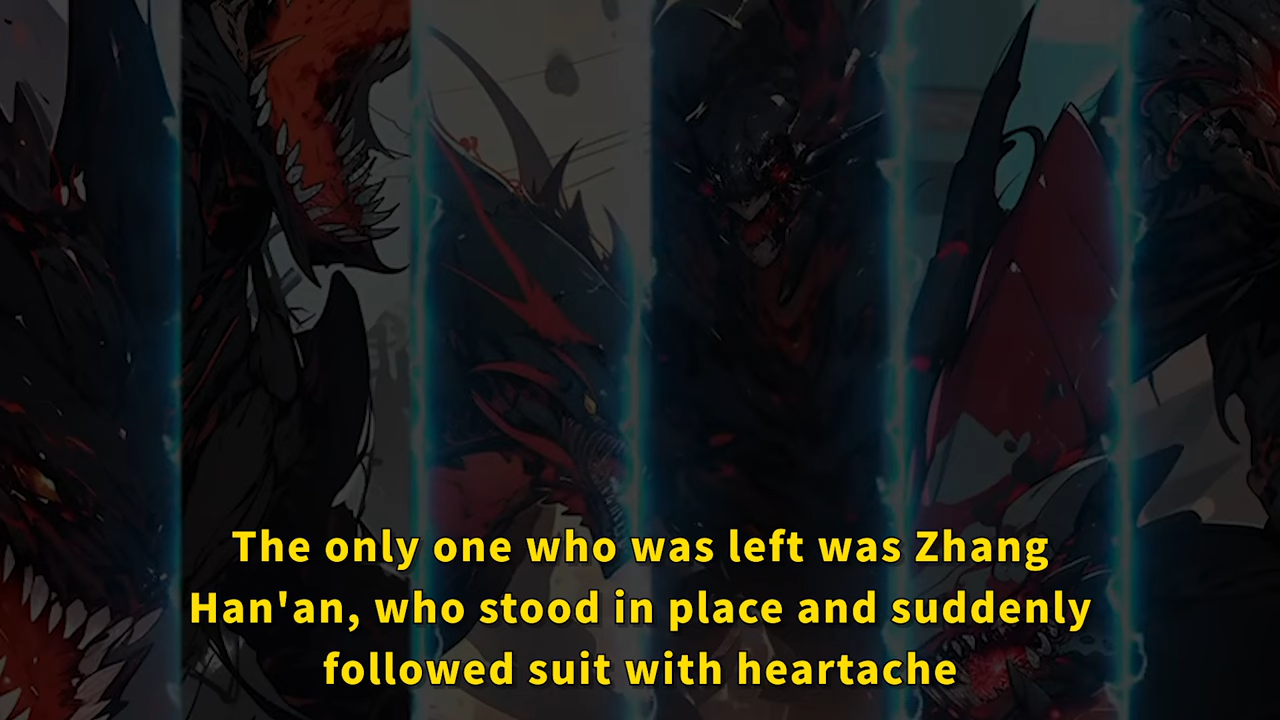 The only one who was left was Zhang
Han'an, who stood in place and suddenly
followed suit with heartache